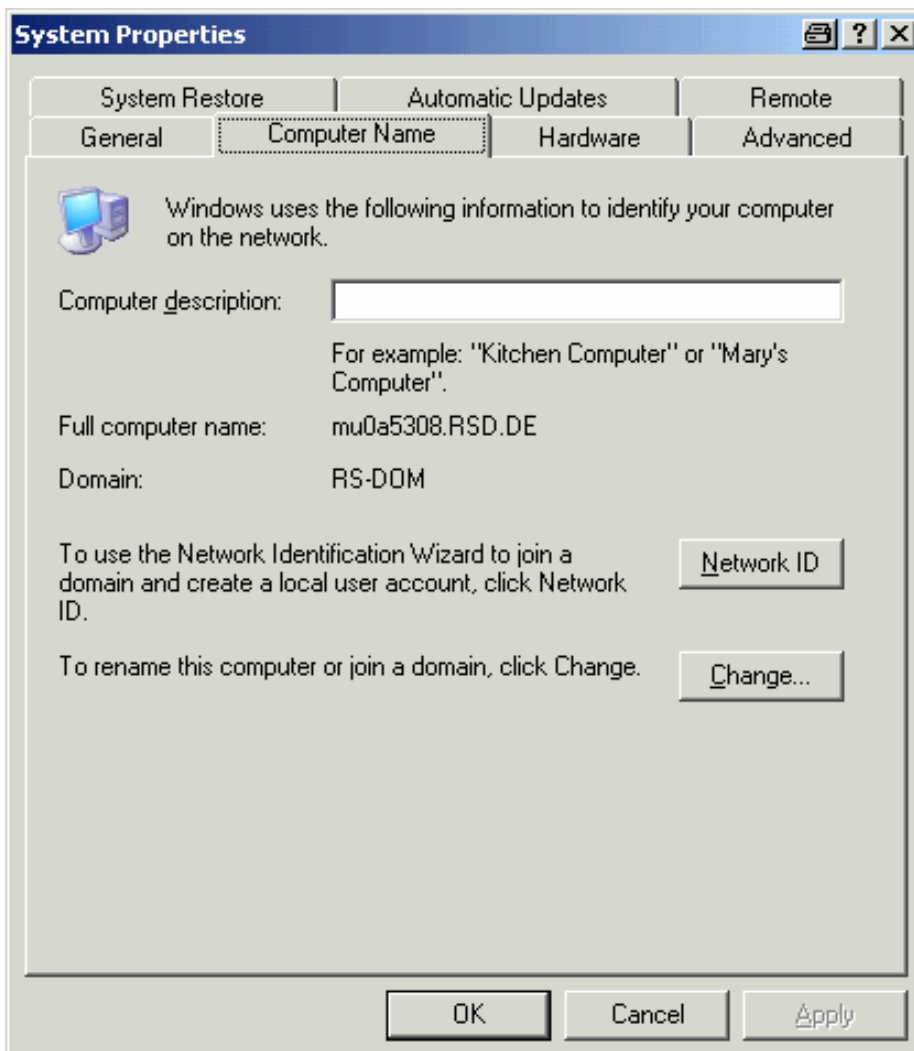 System Properties
System Restore
Automatic Updates
Remote
General
Computer Name
Hardware
Advanced
Windows uses the following information to identify your computer
on the network.
Computer description:
For example: "Kitchen Computer" or "Mary's
Computer".
Full computer name:
mu0a5308.RSD.DE
Domain:
RS-DOM
To use the Network Identification Wizard to join a
domain and create a local user account, click Network
ID.
Network ID
To rename this computer or join a domain, click Change.
Change...
OK
Cancel
Apply